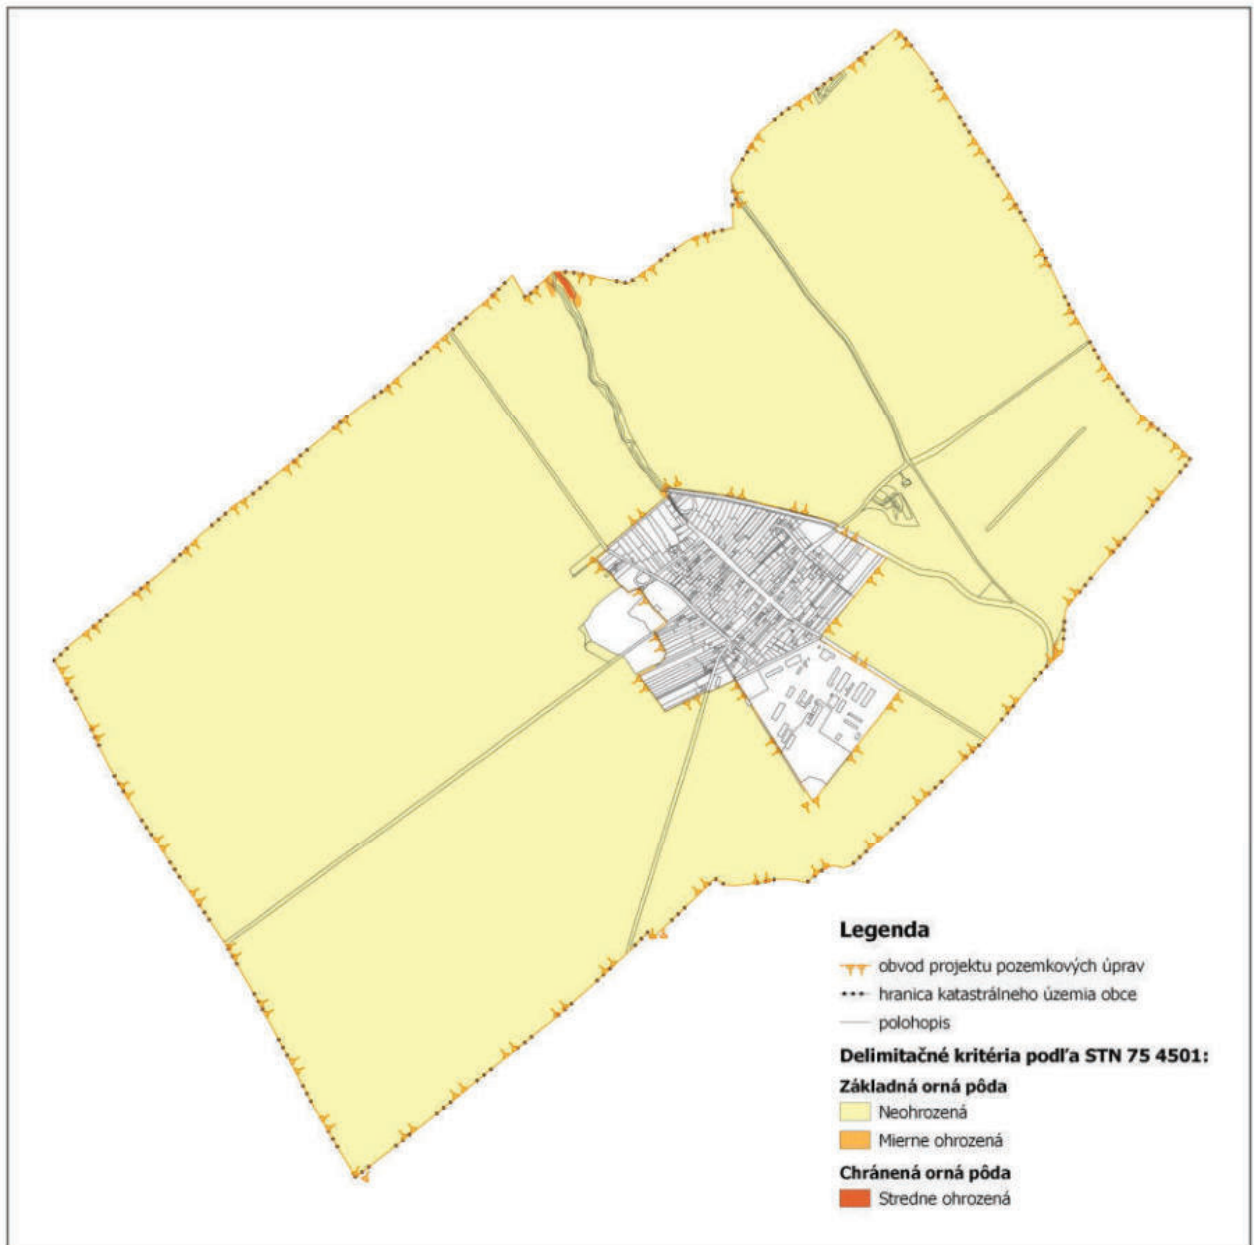 Legenda
obvod projektu pozemkových úprav
hranica katastrálneho územia obce
polohopis
Delimitačné kritéria podľa STN 75 4501:
Základná orná pôda
Neohrozená
Mierne ohrozená
Chránená orná pôda
Stredne ohrozená